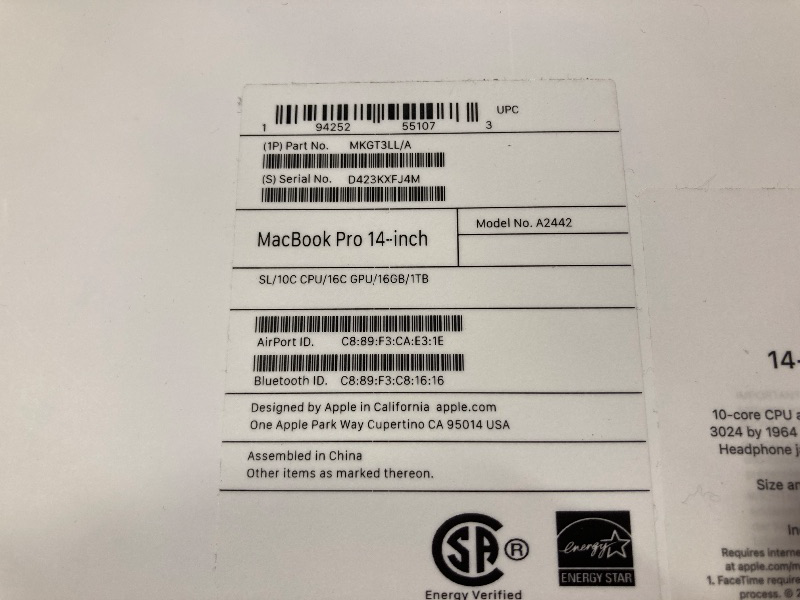 UPC
1 94252 55107 3
(1P) Part No. MKGT3LL/A
(S) Serial No. D423KXFJ4M
MacBook Pro 14-inch
Model No. A2442
SL/10C CPU/16C GPU/16GB/1TB
AirPort ID. C8:89:F3:CA:E3:1E
Bluetooth ID. C8:89:F3:C8:16:16
Designed by Apple in California apple.com
One Apple Park Way Cupertino CA 95014 USA
Assembled in China
Other items as marked thereon.
SA ®
Energy Verified
energy
ENERGY STAR
14-
10-core CPU a
3024 by 1964
Headphone j
Size an
In
Requires interne
at apple.com/m
1. FaceTime require
process. © 2